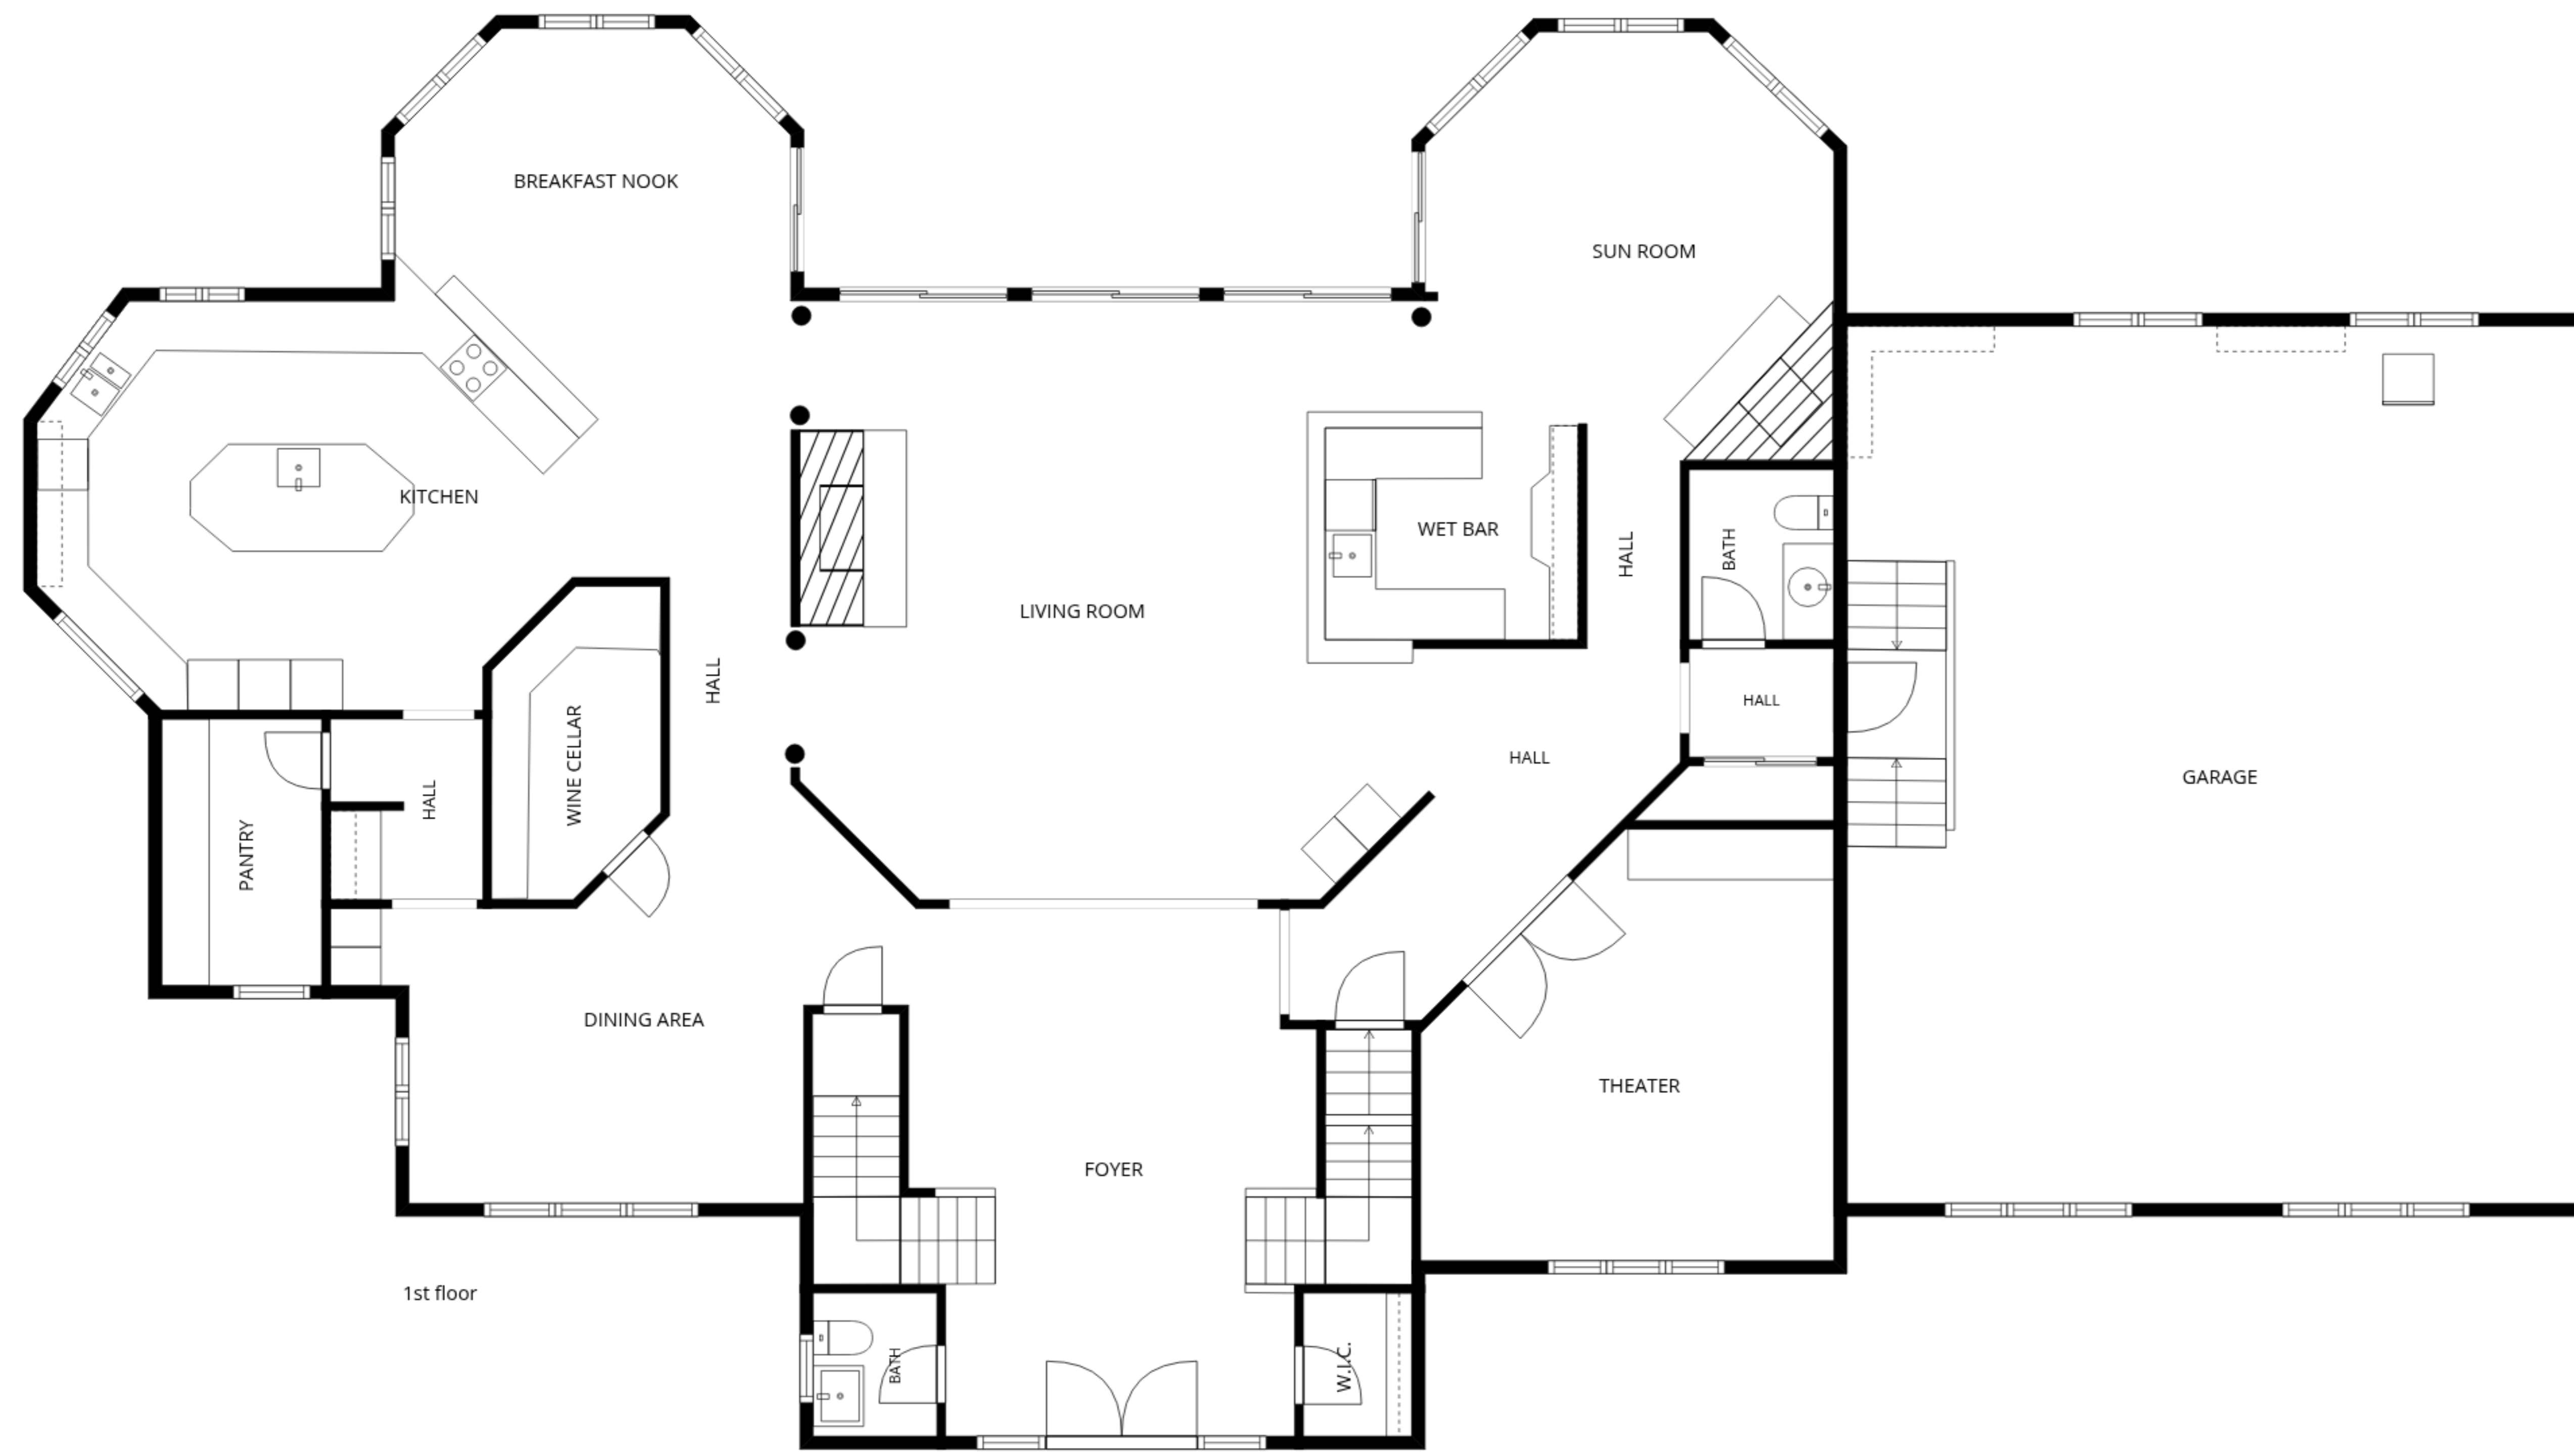 BREAKFAST NOOK
SUN ROOM
KITCHEN
WET BAR
BATH
HALL
LIVING ROOM
HALL
HALL
WINE CELLAR
HALL
GARAGE
HALL
PANTRY
DINING AREA
THEATER
FOYER
1st floor
BATH
W.I.C.